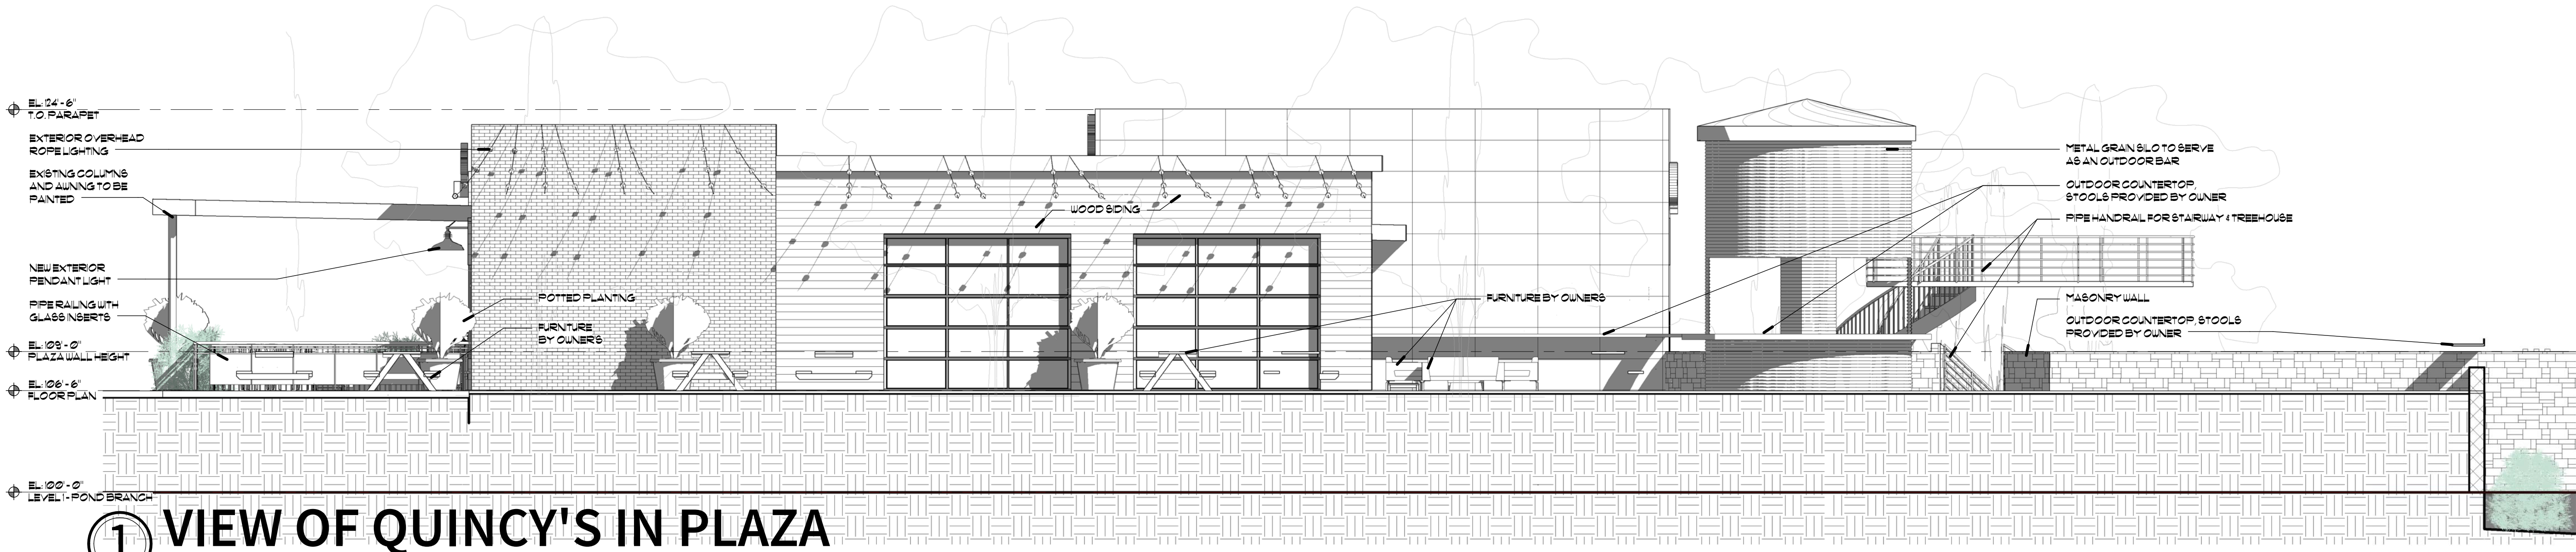 EL: 124' - 6"
T.O. PARAPET
EXTERIOR OVERHEAD
ROPE LIGHTING
EXISTING COLUMNS
AND AWNING TO BE
PAINTED
NEW EXTERIOR
PENDANT LIGHT
PIPE RAILING WITH
GLASS INSERTS
EL: 109' - 0"
PLAZA WALL HEIGHT
EL: 106' - 6"
FLOOR PLAN
EL: 100' - 0"
LEVEL 1 - POND BRANCH
POTTED PLANTING
FURNITURE
BY OWNERS
WOOD SIDING
FURNITURE BY OWNERS
METAL GRAIN SILO TO SERVE
AS AN OUTDOOR BAR
OUTDOOR COUNTERTOP,
STOOLS PROVIDED BY OWNER
PIPE HANDRAIL FOR STAIRWAY & TREEHOUSE
MASONRY WALL
OUTDOOR COUNTERTOP, STOOLS
PROVIDED BY OWNER
1 VIEW OF QUINCY'S IN PLAZA